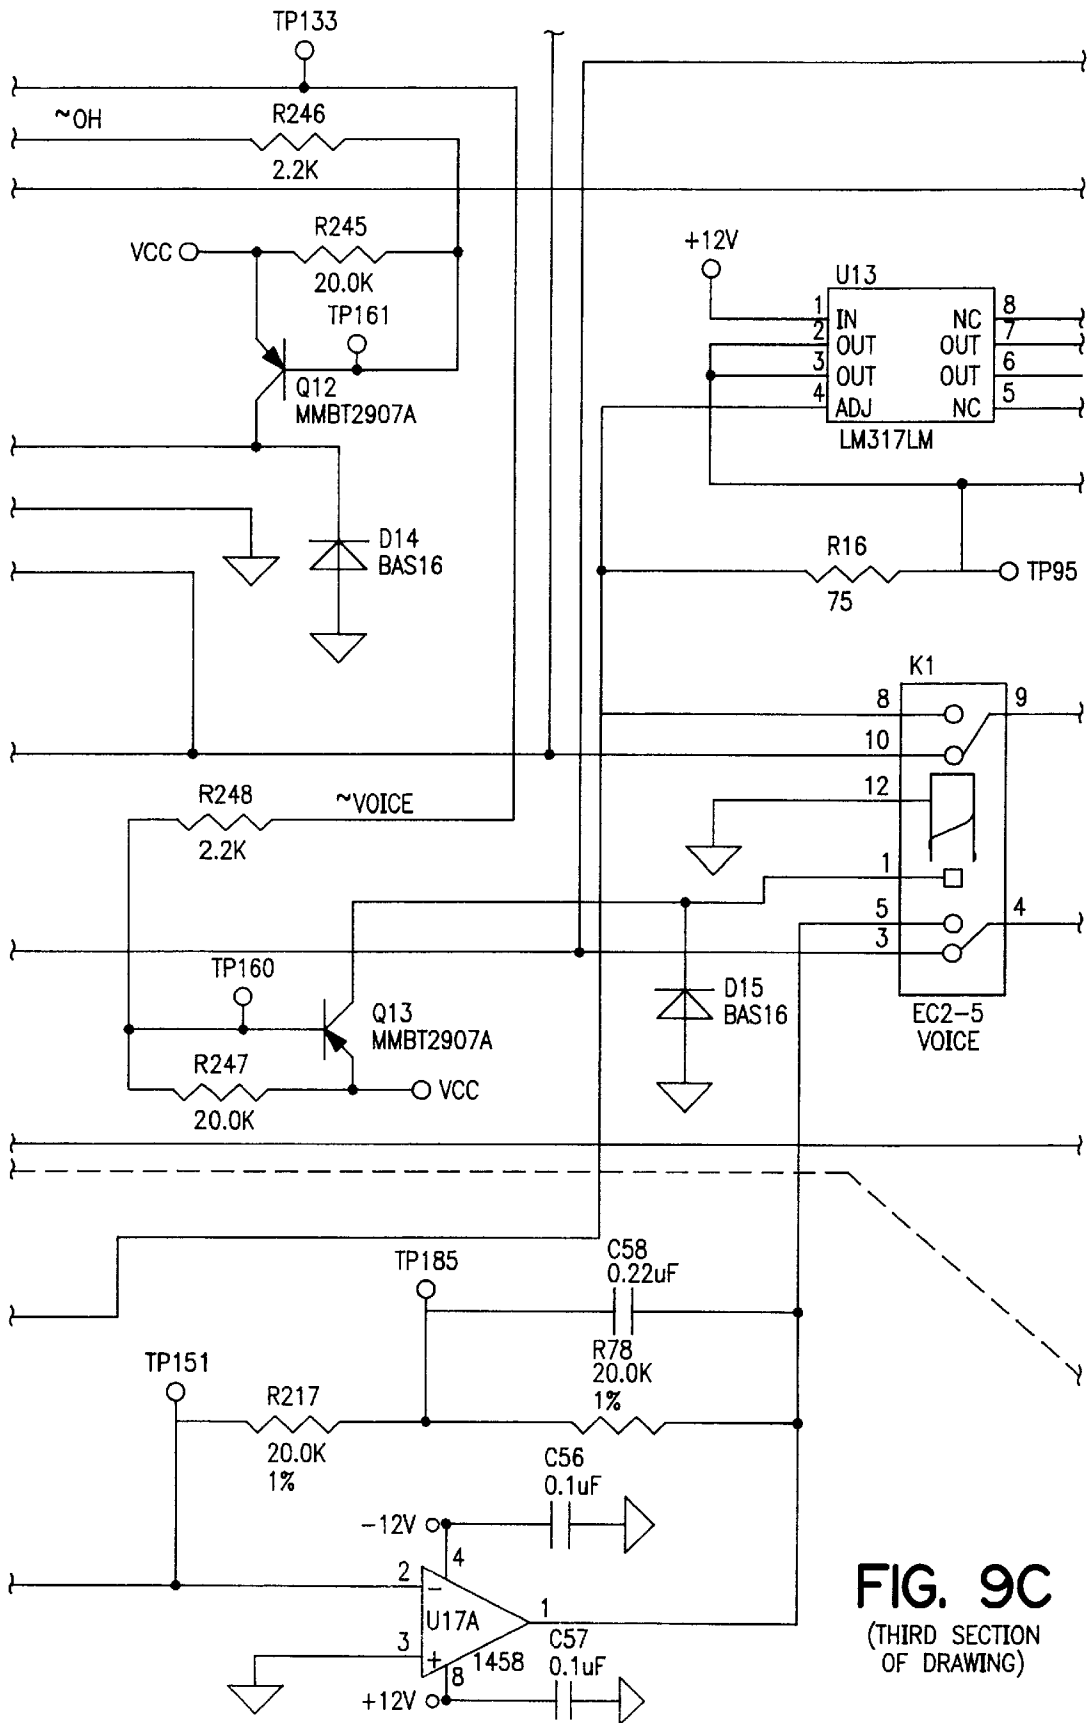 TP133
~OH
R246
2.2K
R245
VCC
20.0K
TP161
Q12
MMBT2907A
+12V
U13
1 IN NC 8
2 OUT OUT 7
3 OUT OUT 6
4 ADJ NC 5
LM317LM
D14
BAS16
R16
75
TP95
K1
8
9
10
12
1
5
4
3
EC2-5
VOICE
R248
~VOICE
2.2K
TP160
Q13
MMBT2907A
R247
20.0K
VCC
D15
BAS16
TP185
C58
0.22uF
R78
20.0K
1%
TP151
R217
20.0K
1%
C56
0.1uF
-12V
4
2
−
U17A
1
3
+
1458
8
C57
0.1uF
+12V
FIG. 9C
(THIRD SECTION
OF DRAWING)